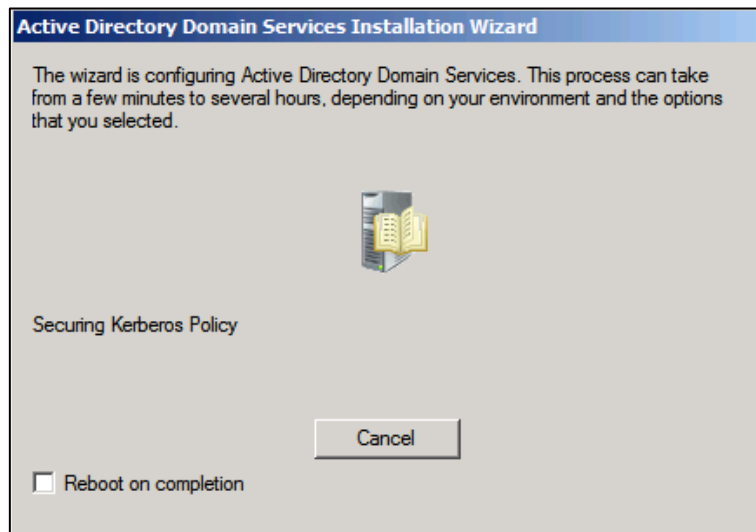 Active Directory Domain Services Installation Wizard
The wizard is configuring Active Directory Domain Services. This process can take
from a few minutes to several hours, depending on your environment and the options
that you selected.
Securing Kerberos Policy
Cancel
Reboot on completion